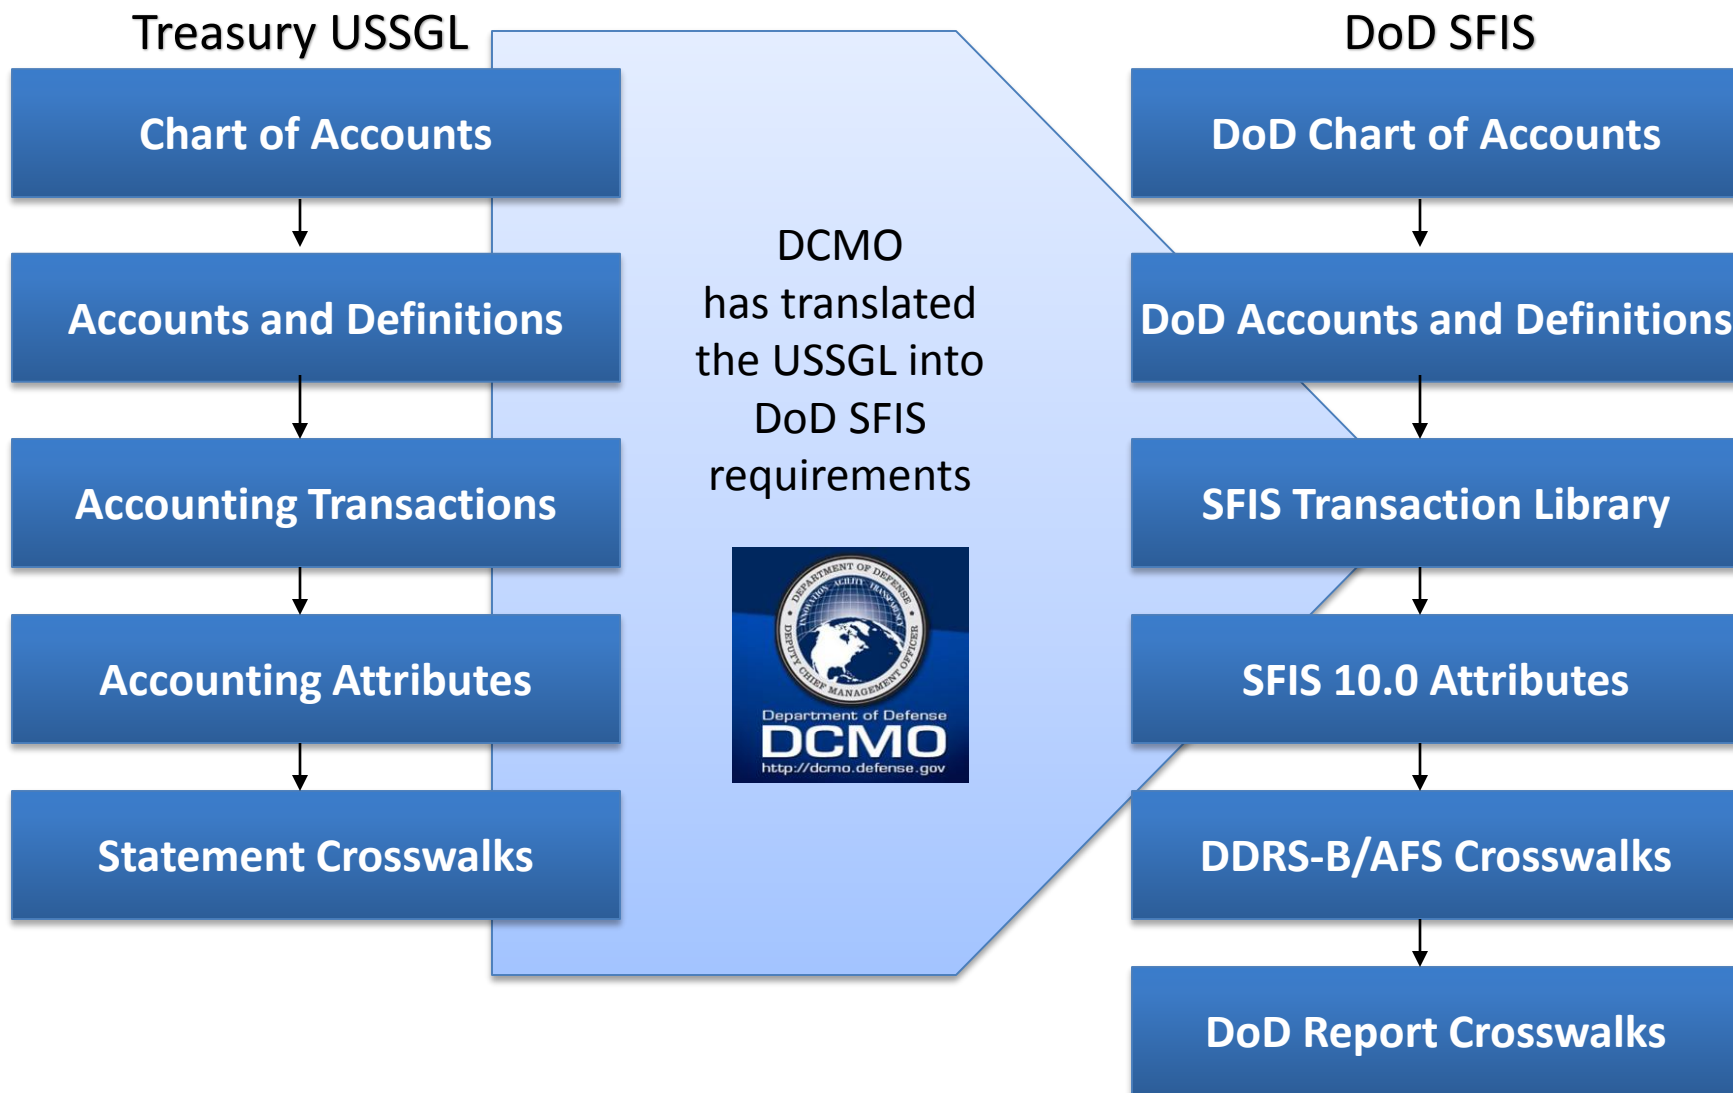 Treasury USSGL
Chart of Accounts
Accounts and Definitions
Accounting Transactions
Accounting Attributes
Statement Crosswalks
DCMO
has translated
the USSGL into
DoD SFIS
requirements
DEPARTMENT OF DEFENSE
INNOVATION AGILITY TRANSPARENCY
DEPUTY CHIEF MANAGEMENT OFFICER
Department of Defense
DCMO
http://dcmo.defense.gov
DoD SFIS
DoD Chart of Accounts
DoD Accounts and Definitions
SFIS Transaction Library
SFIS 10.0 Attributes
DDRS-B/AFS Crosswalks
DoD Report Crosswalks